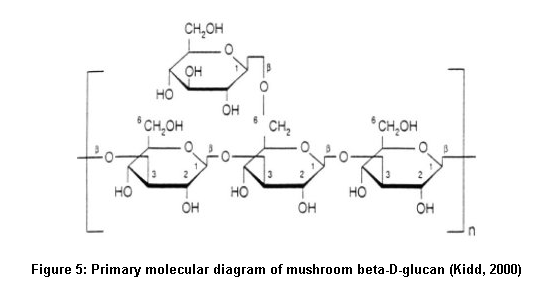 CH₂OH
O
OH
1
β
HO
OH
O
6
CH₂OH
6
CH₂
6
CH₂OH
β
O
O
1
β
O
O
1
β
O
O
1
β
3
2
3
2
3
2
HO
OH
HO
OH
HO
OH
n
Figure 5: Primary molecular diagram of mushroom beta-D-glucan (Kidd, 2000)